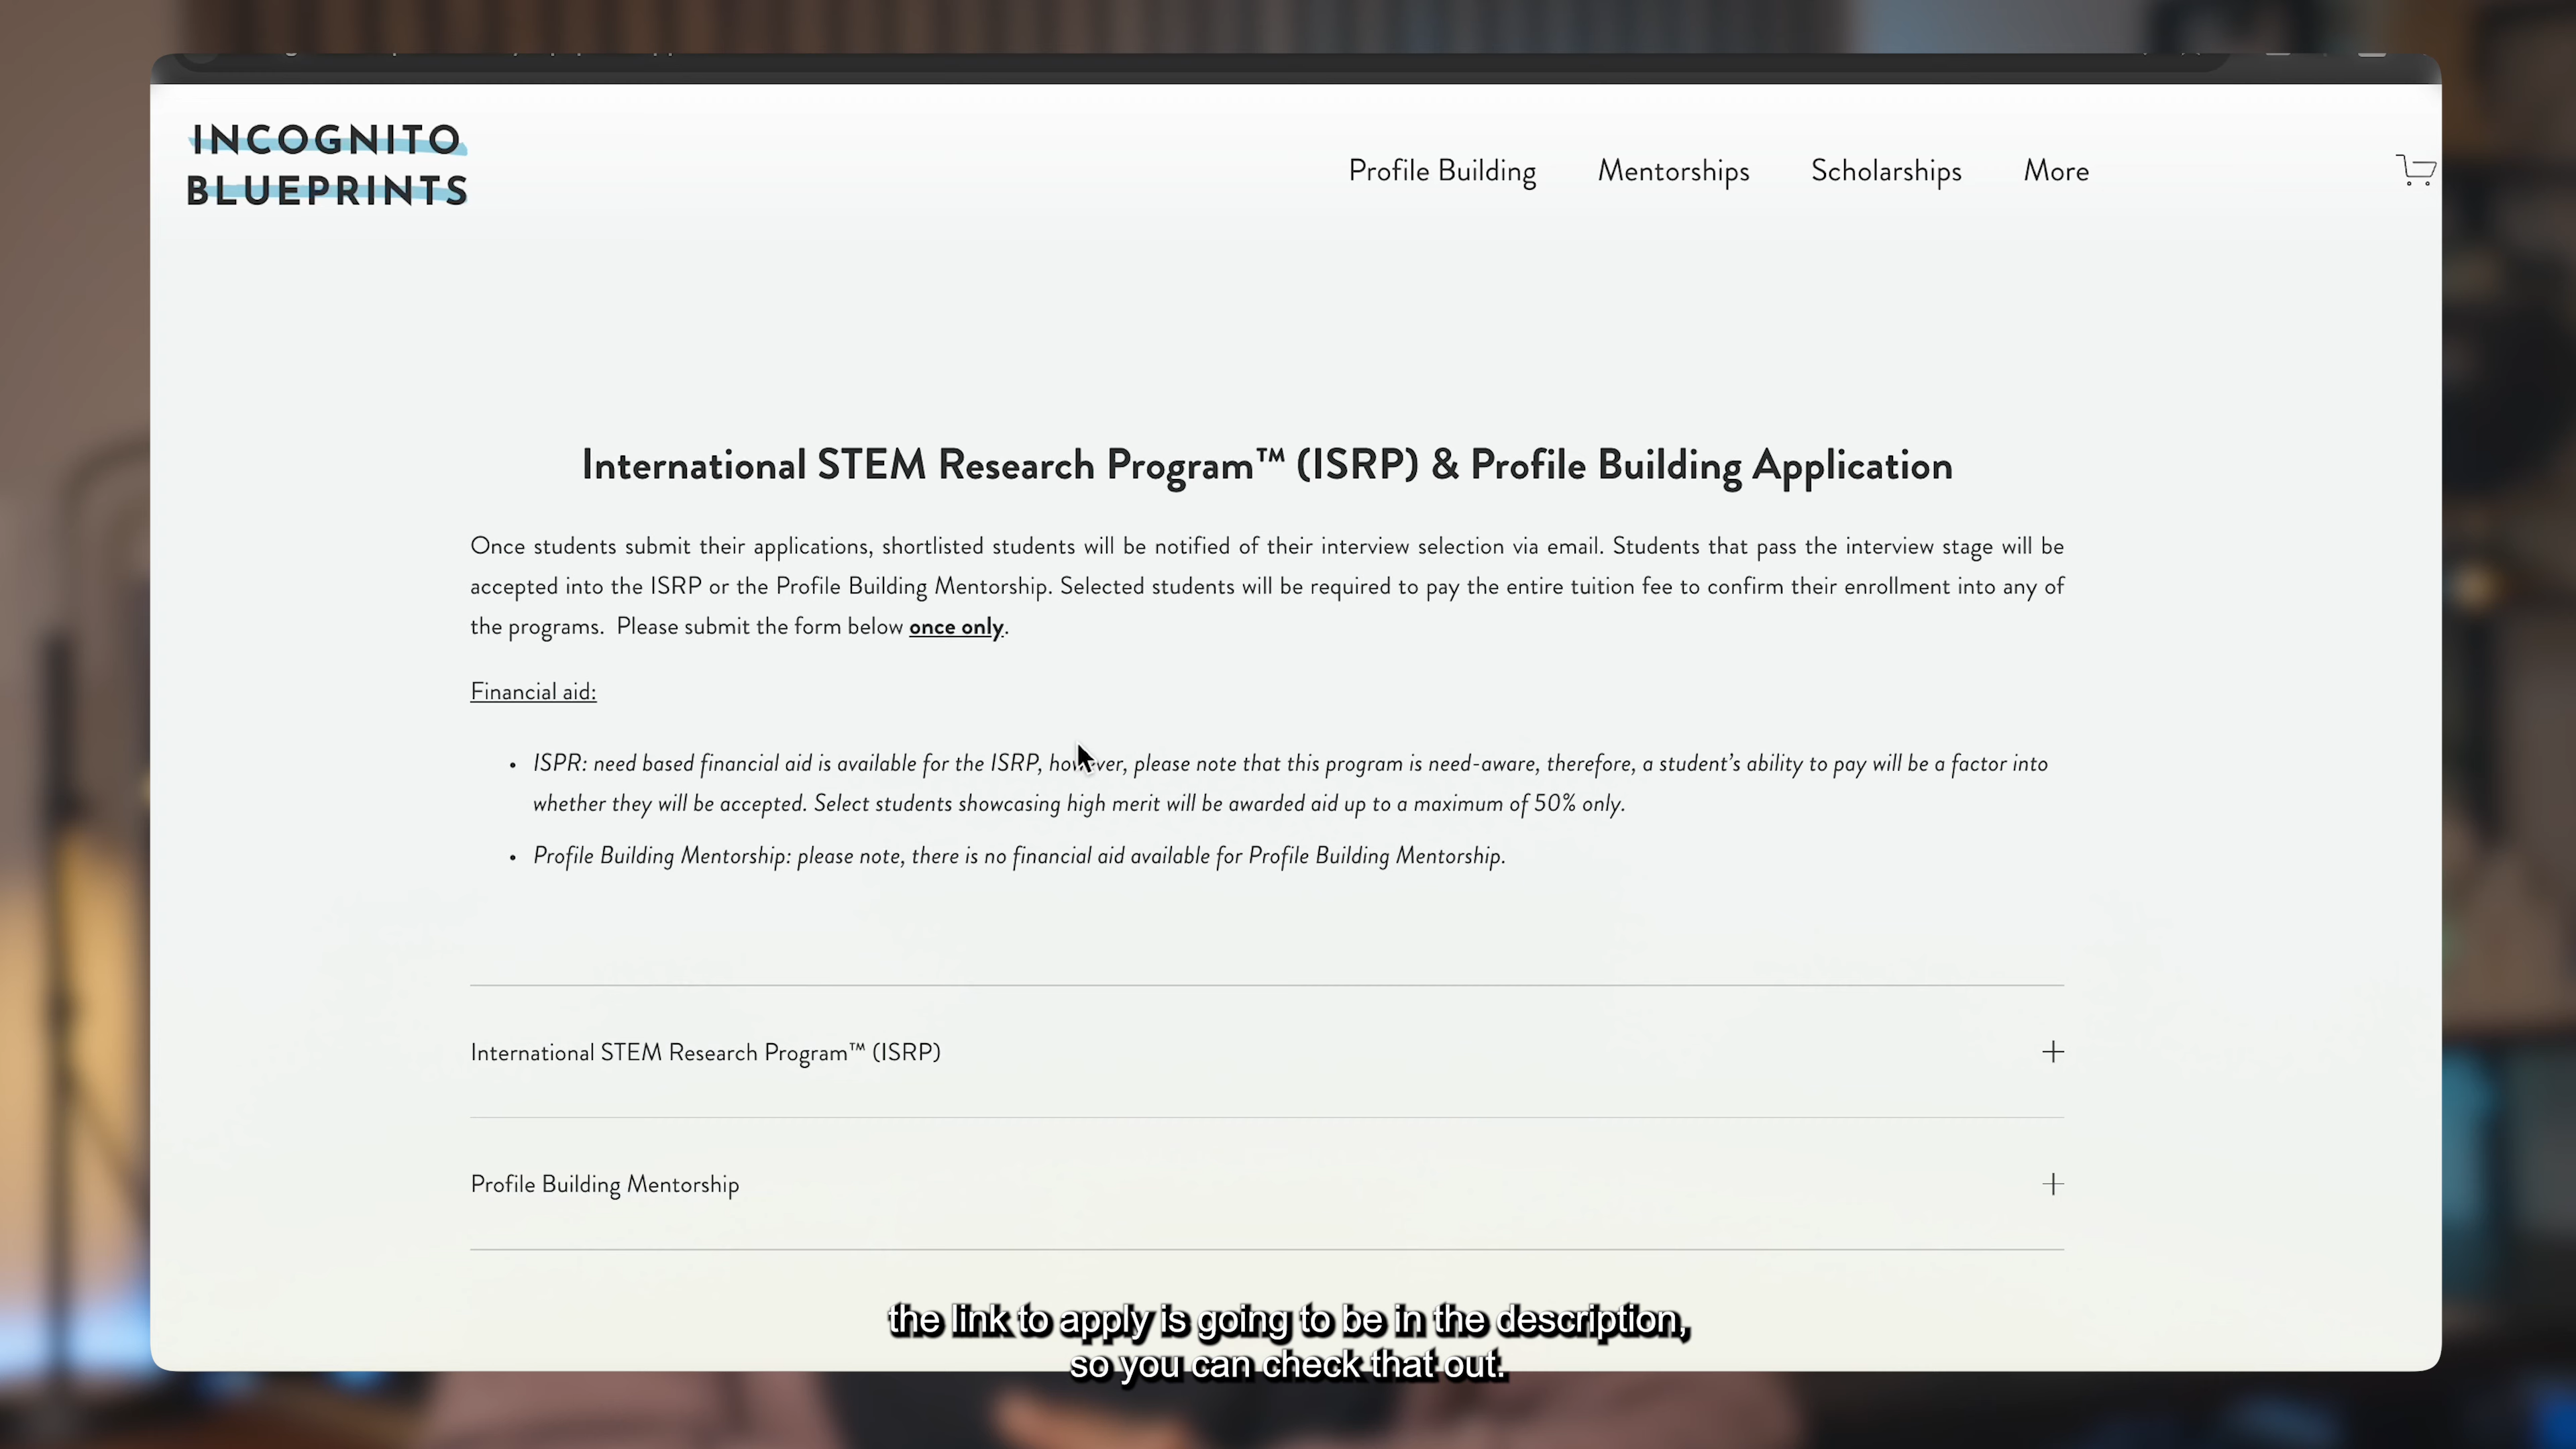 INCOGNITO
BLUEPRINTS
Profile Building
Mentorships
Scholarships
More
International STEM Research Program™ (ISRP) & Profile Building Application
Once students submit their applications, shortlisted students will be notified of their interview selection via email. Students that pass the interview stage will be
accepted into the ISRP or the Profile Building Mentorship. Selected students will be required to pay the entire tuition fee to confirm their enrollment into any of
the programs. Please submit the form below once only.
Financial aid:
• ISPR: need based financial aid is available for the ISRP, however, please note that this program is need-aware, therefore, a student’s ability to pay will be a factor into
whether they will be accepted. Select students showcasing high merit will be awarded aid up to a maximum of 50% only.
• Profile Building Mentorship: please note, there is no financial aid available for Profile Building Mentorship.
International STEM Research Program™ (ISRP)
Profile Building Mentorship
the link to apply is going to be in the description,
so you can check that out.